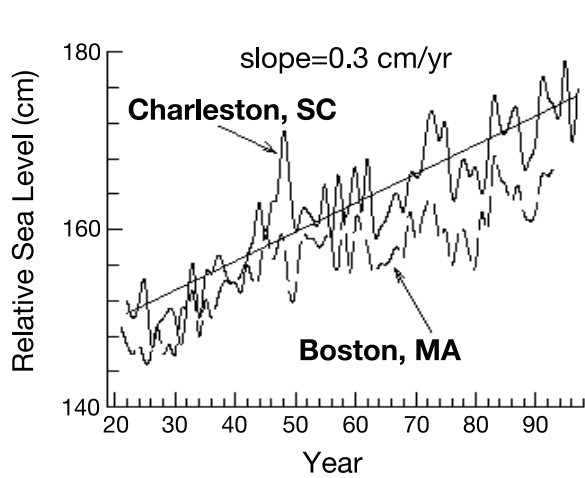 slope=0.3 cm/yr
Charleston, SC
Boston, MA
Relative Sea Level (cm)
180
160
140
20 30 40 50 60 70 80 90
Year